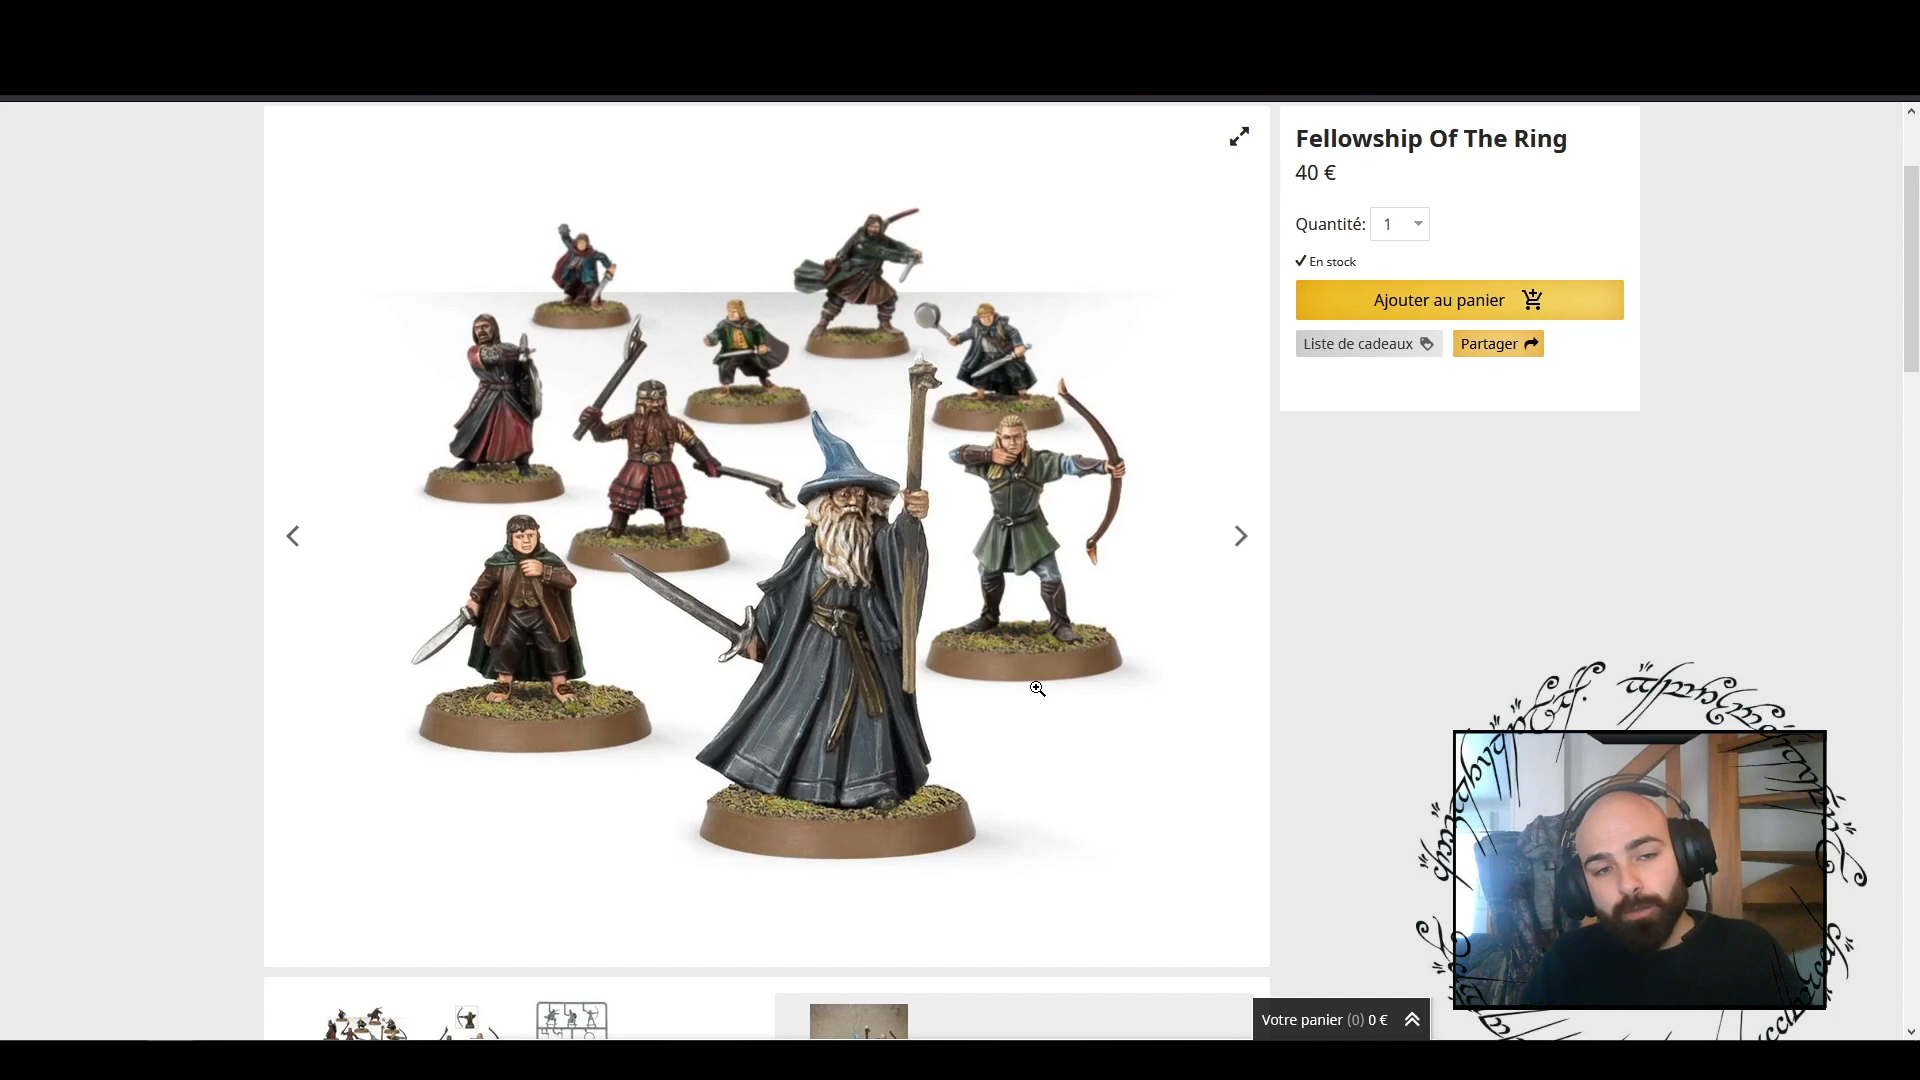 Fellowship Of The Ring
40 €
Quantité: 1
En stock
Ajouter au panier
Liste de cadeaux
Partager
Votre panier (0) 0 €